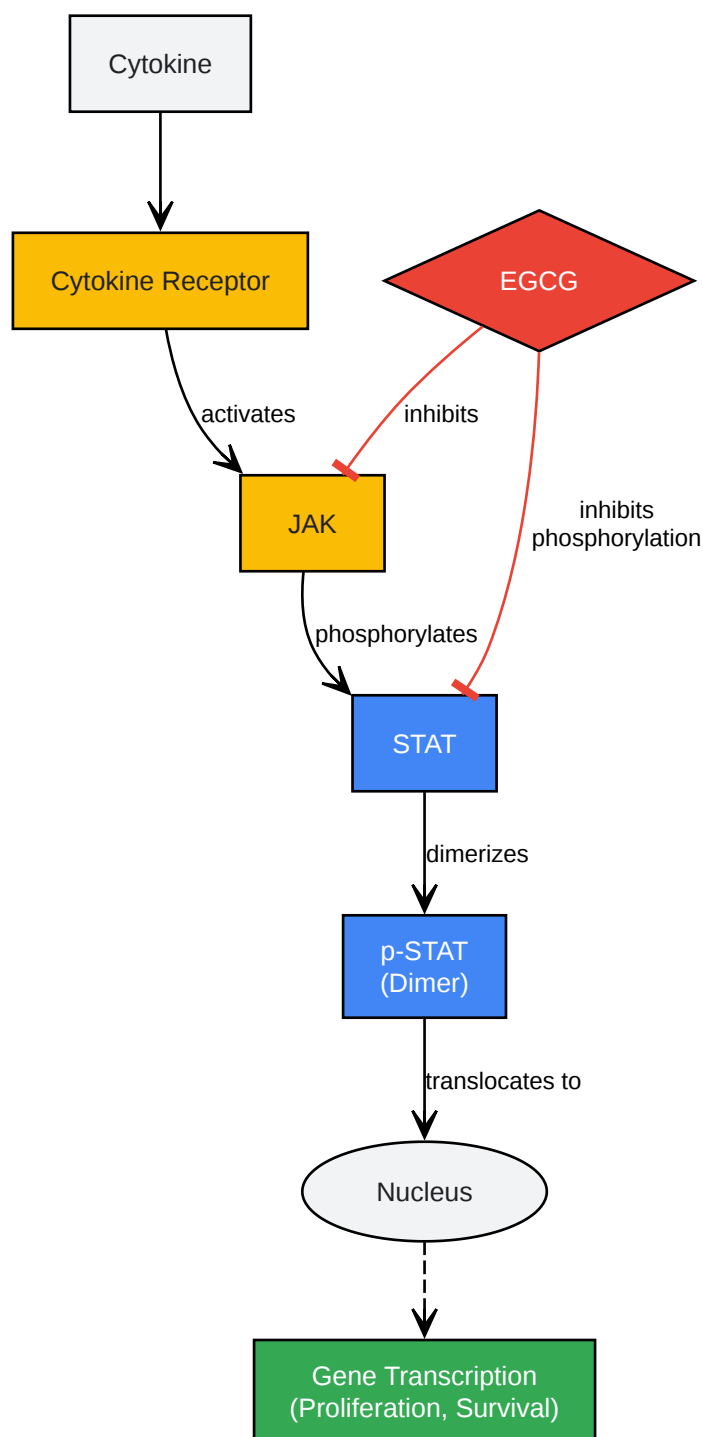 Cytokine
Cytokine Receptor
EGCG
activates
inhibits
JAK
inhibits
phosphorylation
phosphorylates
STAT
dimerizes
p-STAT
(Dimer)
translocates to
Nucleus
Gene Transcription
(Proliferation, Survival)